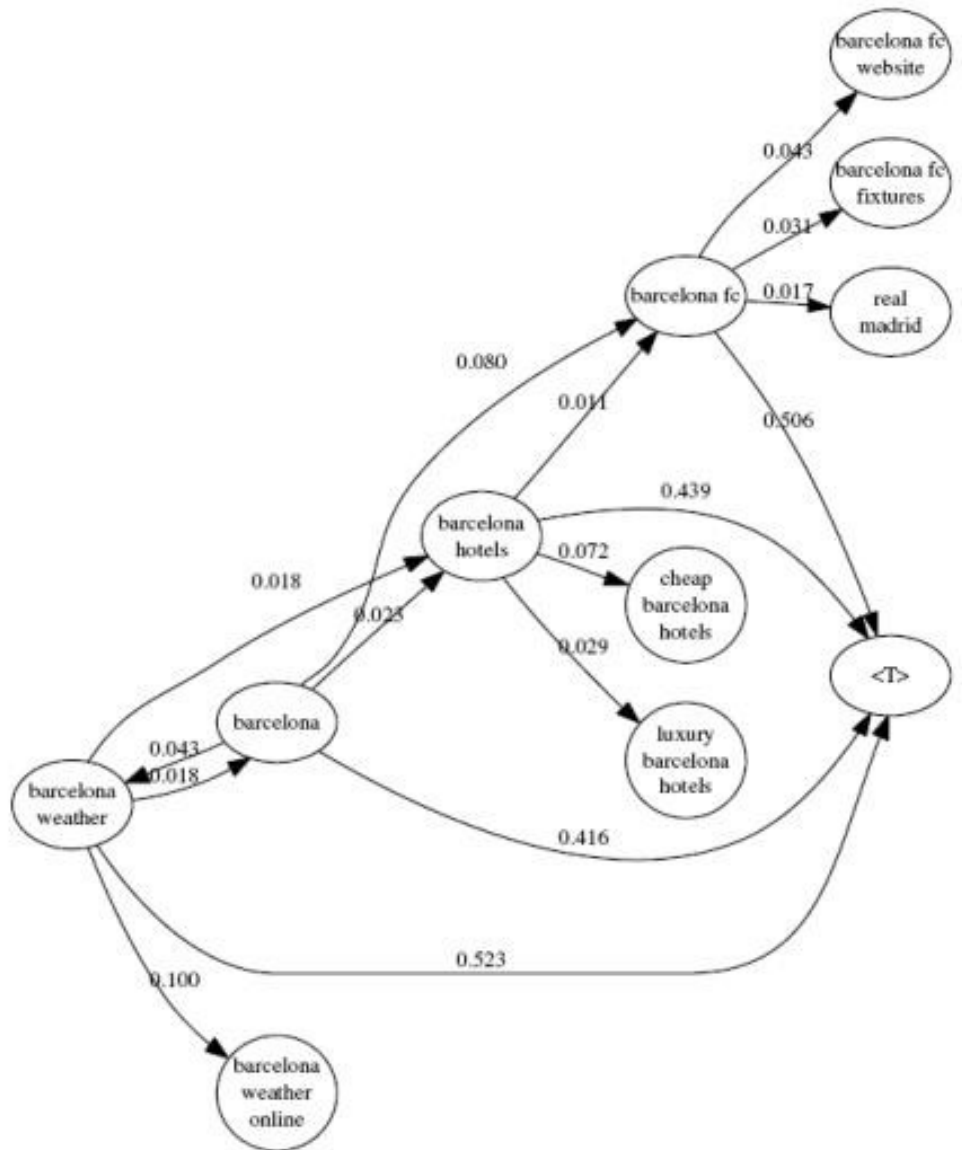 barcelona fc
website
0.043
barcelona fc
fixtures
0.031
barcelona fc
0.017
real
madrid
0.080
0.011
0.506
0.439
barcelona
hotels
0.072
cheap
barcelona
hotels
0.018
0.023
0.029
<T>
barcelona
luxury
barcelona
hotels
0.043
0.018
barcelona
weather
0.416
0.523
0.100
barcelona
weather
online